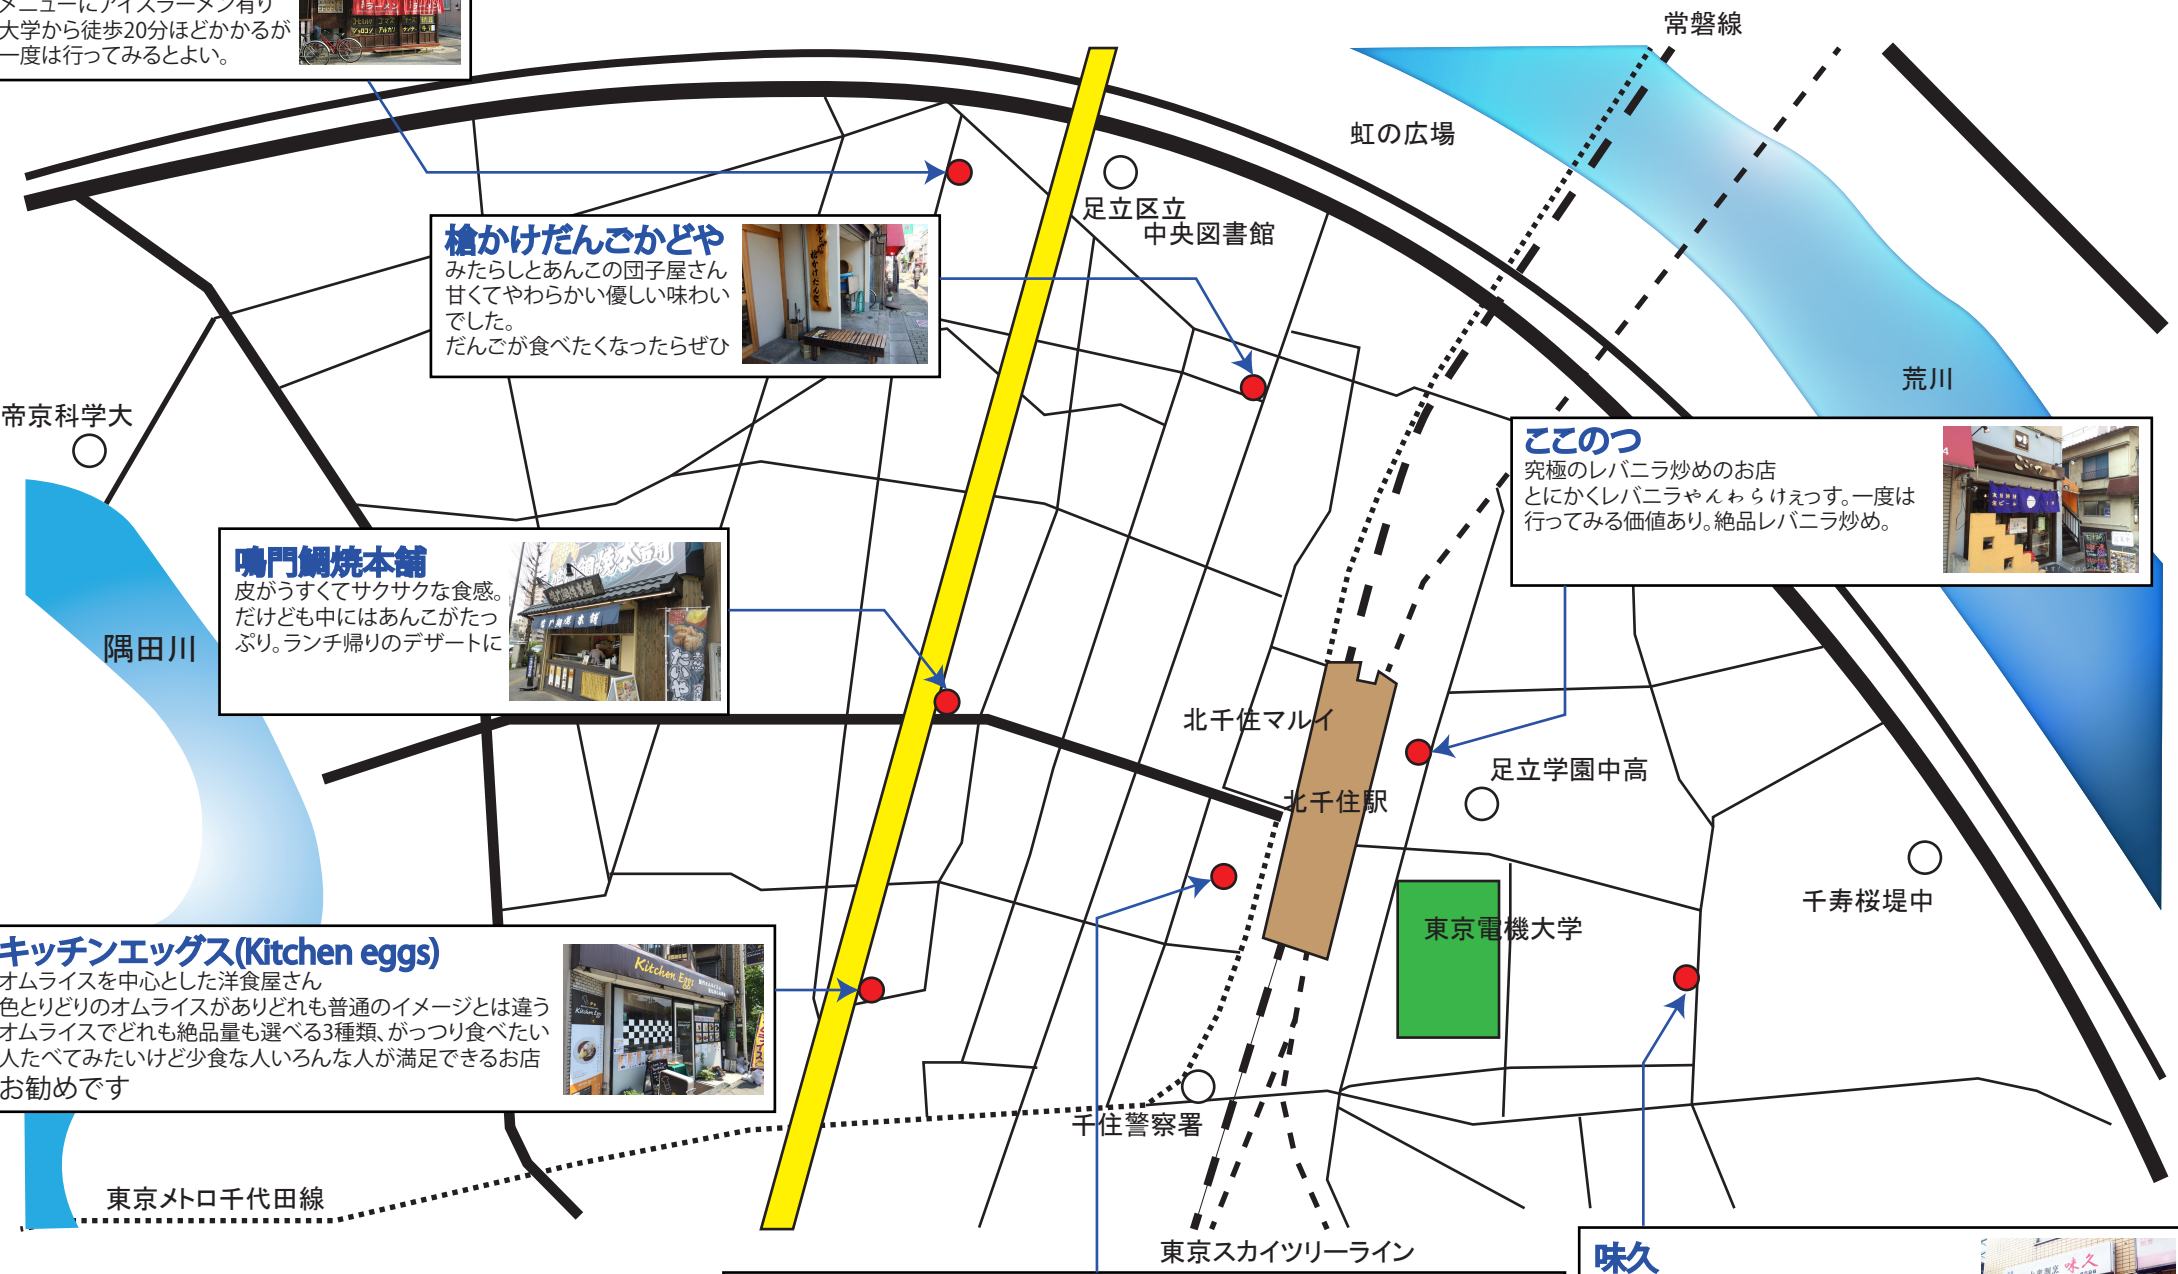 メニューにアイスラーメン有り
大学から徒歩20分ほどかかるが
一度は行ってみるとよい。
常磐線
虹の広場
足立区立
中央図書館
槍かけだんごかどや
みたらしとあんこの団子屋さん
甘くてやわらかい優しい味わい
でした。
だんごが食べたくなったらぜひ
荒川
帝京科学大
ここのつ
究極のレバニラ炒めのお店
とにかくレバニラやんわらけぇっす。一度は
行ってみる価値あり。絶品レバニラ炒め。
鳴門鯛焼本舗
皮がうすくてサクサクな食感。
だけども中にはあんこがたっ
ぷり。ランチ帰りのデザートに
隅田川
北千住マルイ
足立学園中高
北千住駅
千寿桜堤中
東京電機大学
キッチンエッグス(Kitchen eggs)
オムライスを中心とした洋食屋さん
色とりどりのオムライスがありどれも普通のイメージとは違う
オムライスでどれも絶品量も選べる3種類、がっつり食べたい
人たべてみたいけど少食な人いろんな人が満足できるお店
お勧めです
Kitchen Eggs
千住警察署
東京メトロ千代田線
東京スカイツリーライン
味久
味久